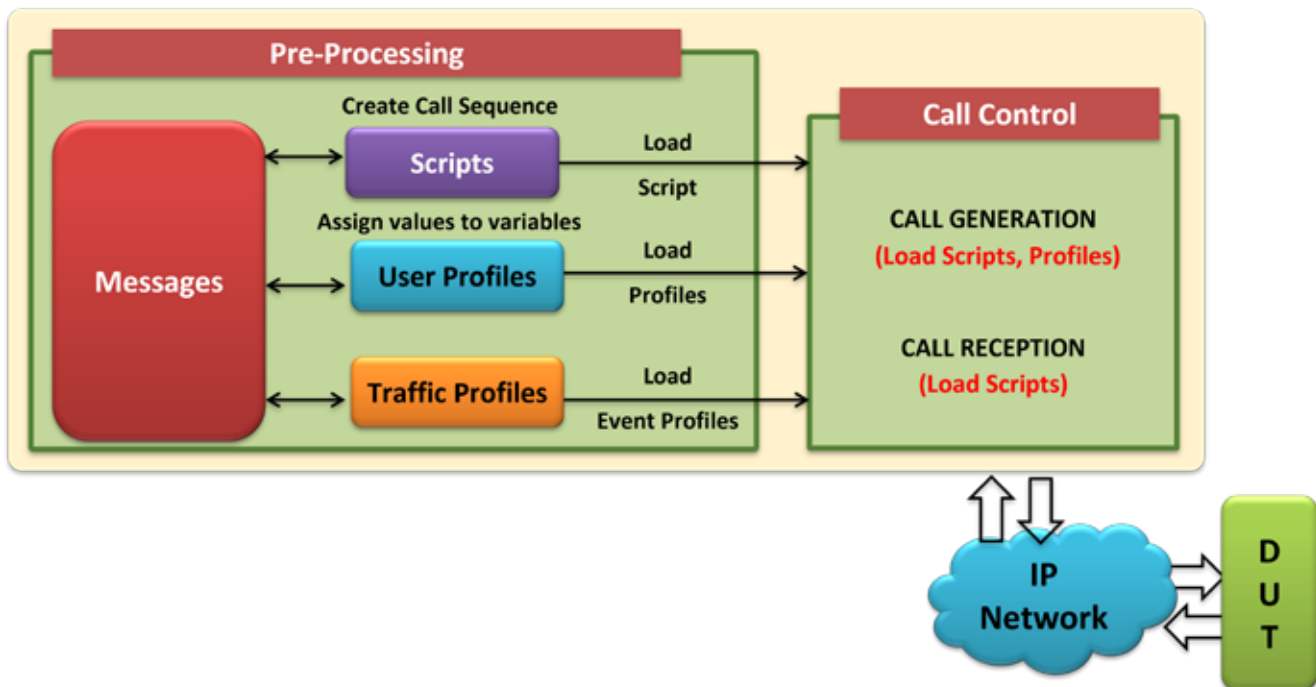 Pre-Processing
Create Call Sequence
Messages
Scripts
Load
Script
Assign values to variables
User Profiles
Load
Profiles
Traffic Profiles
Load
Event Profiles
Call Control
CALL GENERATION
(Load Scripts, Profiles)
CALL RECEPTION
(Load Scripts)
IP
Network
D
U
T